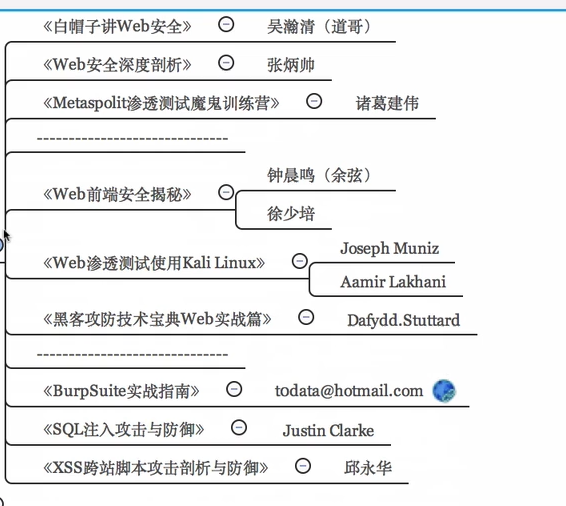 《白帽子讲Web安全》 吴瀚清（道哥）
《Web安全深度剖析》 张炳帅
《Metaspolit渗透测试魔鬼训练营》 诸葛建伟
------------------------------
《Web前端安全揭秘》 钟晨鸣（余弦）
徐少培
《Web渗透测试使用Kali Linux》 Joseph Muniz
Aamir Lakhani
《黑客攻防技术宝典Web实战篇》 Dafydd.Stuttard
------------------------------
《BurpSuite实战指南》 todata@hotmail.com
《SQL注入攻击与防御》 Justin Clarke
《XSS跨站脚本攻击剖析与防御》 邱永华